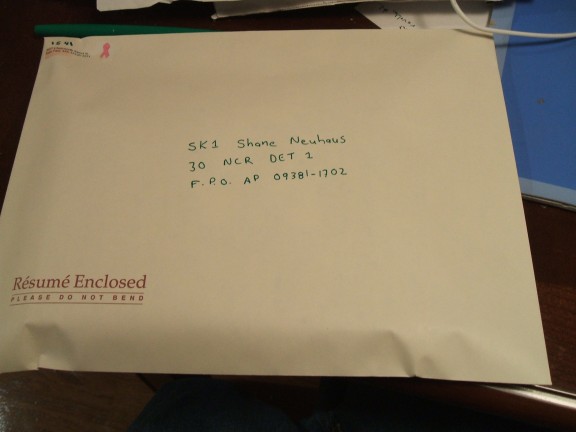 SK1 Shane Neuhaus
30 NCR DET 2
F.P.O. AP 09381-1702
Résumé Enclosed
PLEASE DO NOT BEND